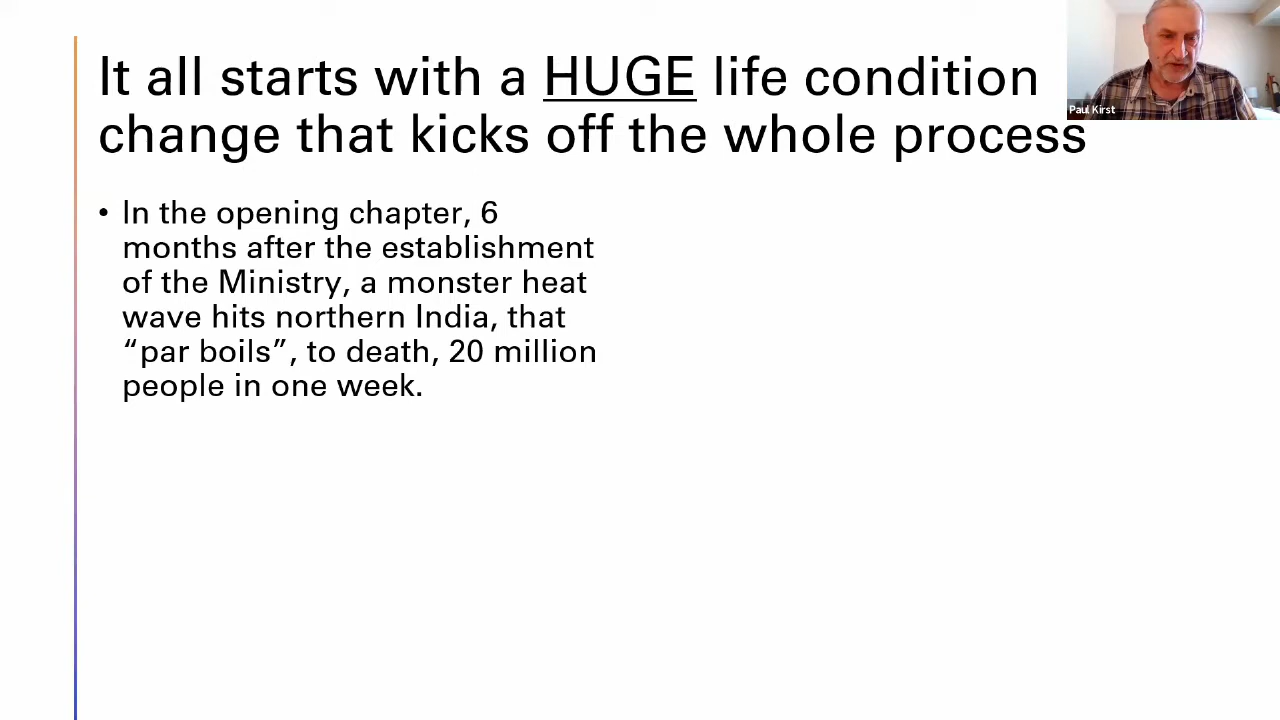 It all starts with a HUGE life condition
change that kicks off the whole process
• In the opening chapter, 6
months after the establishment
of the Ministry, a monster heat
wave hits northern India, that
“par boils”, to death, 20 million
people in one week.
Paul Kirst